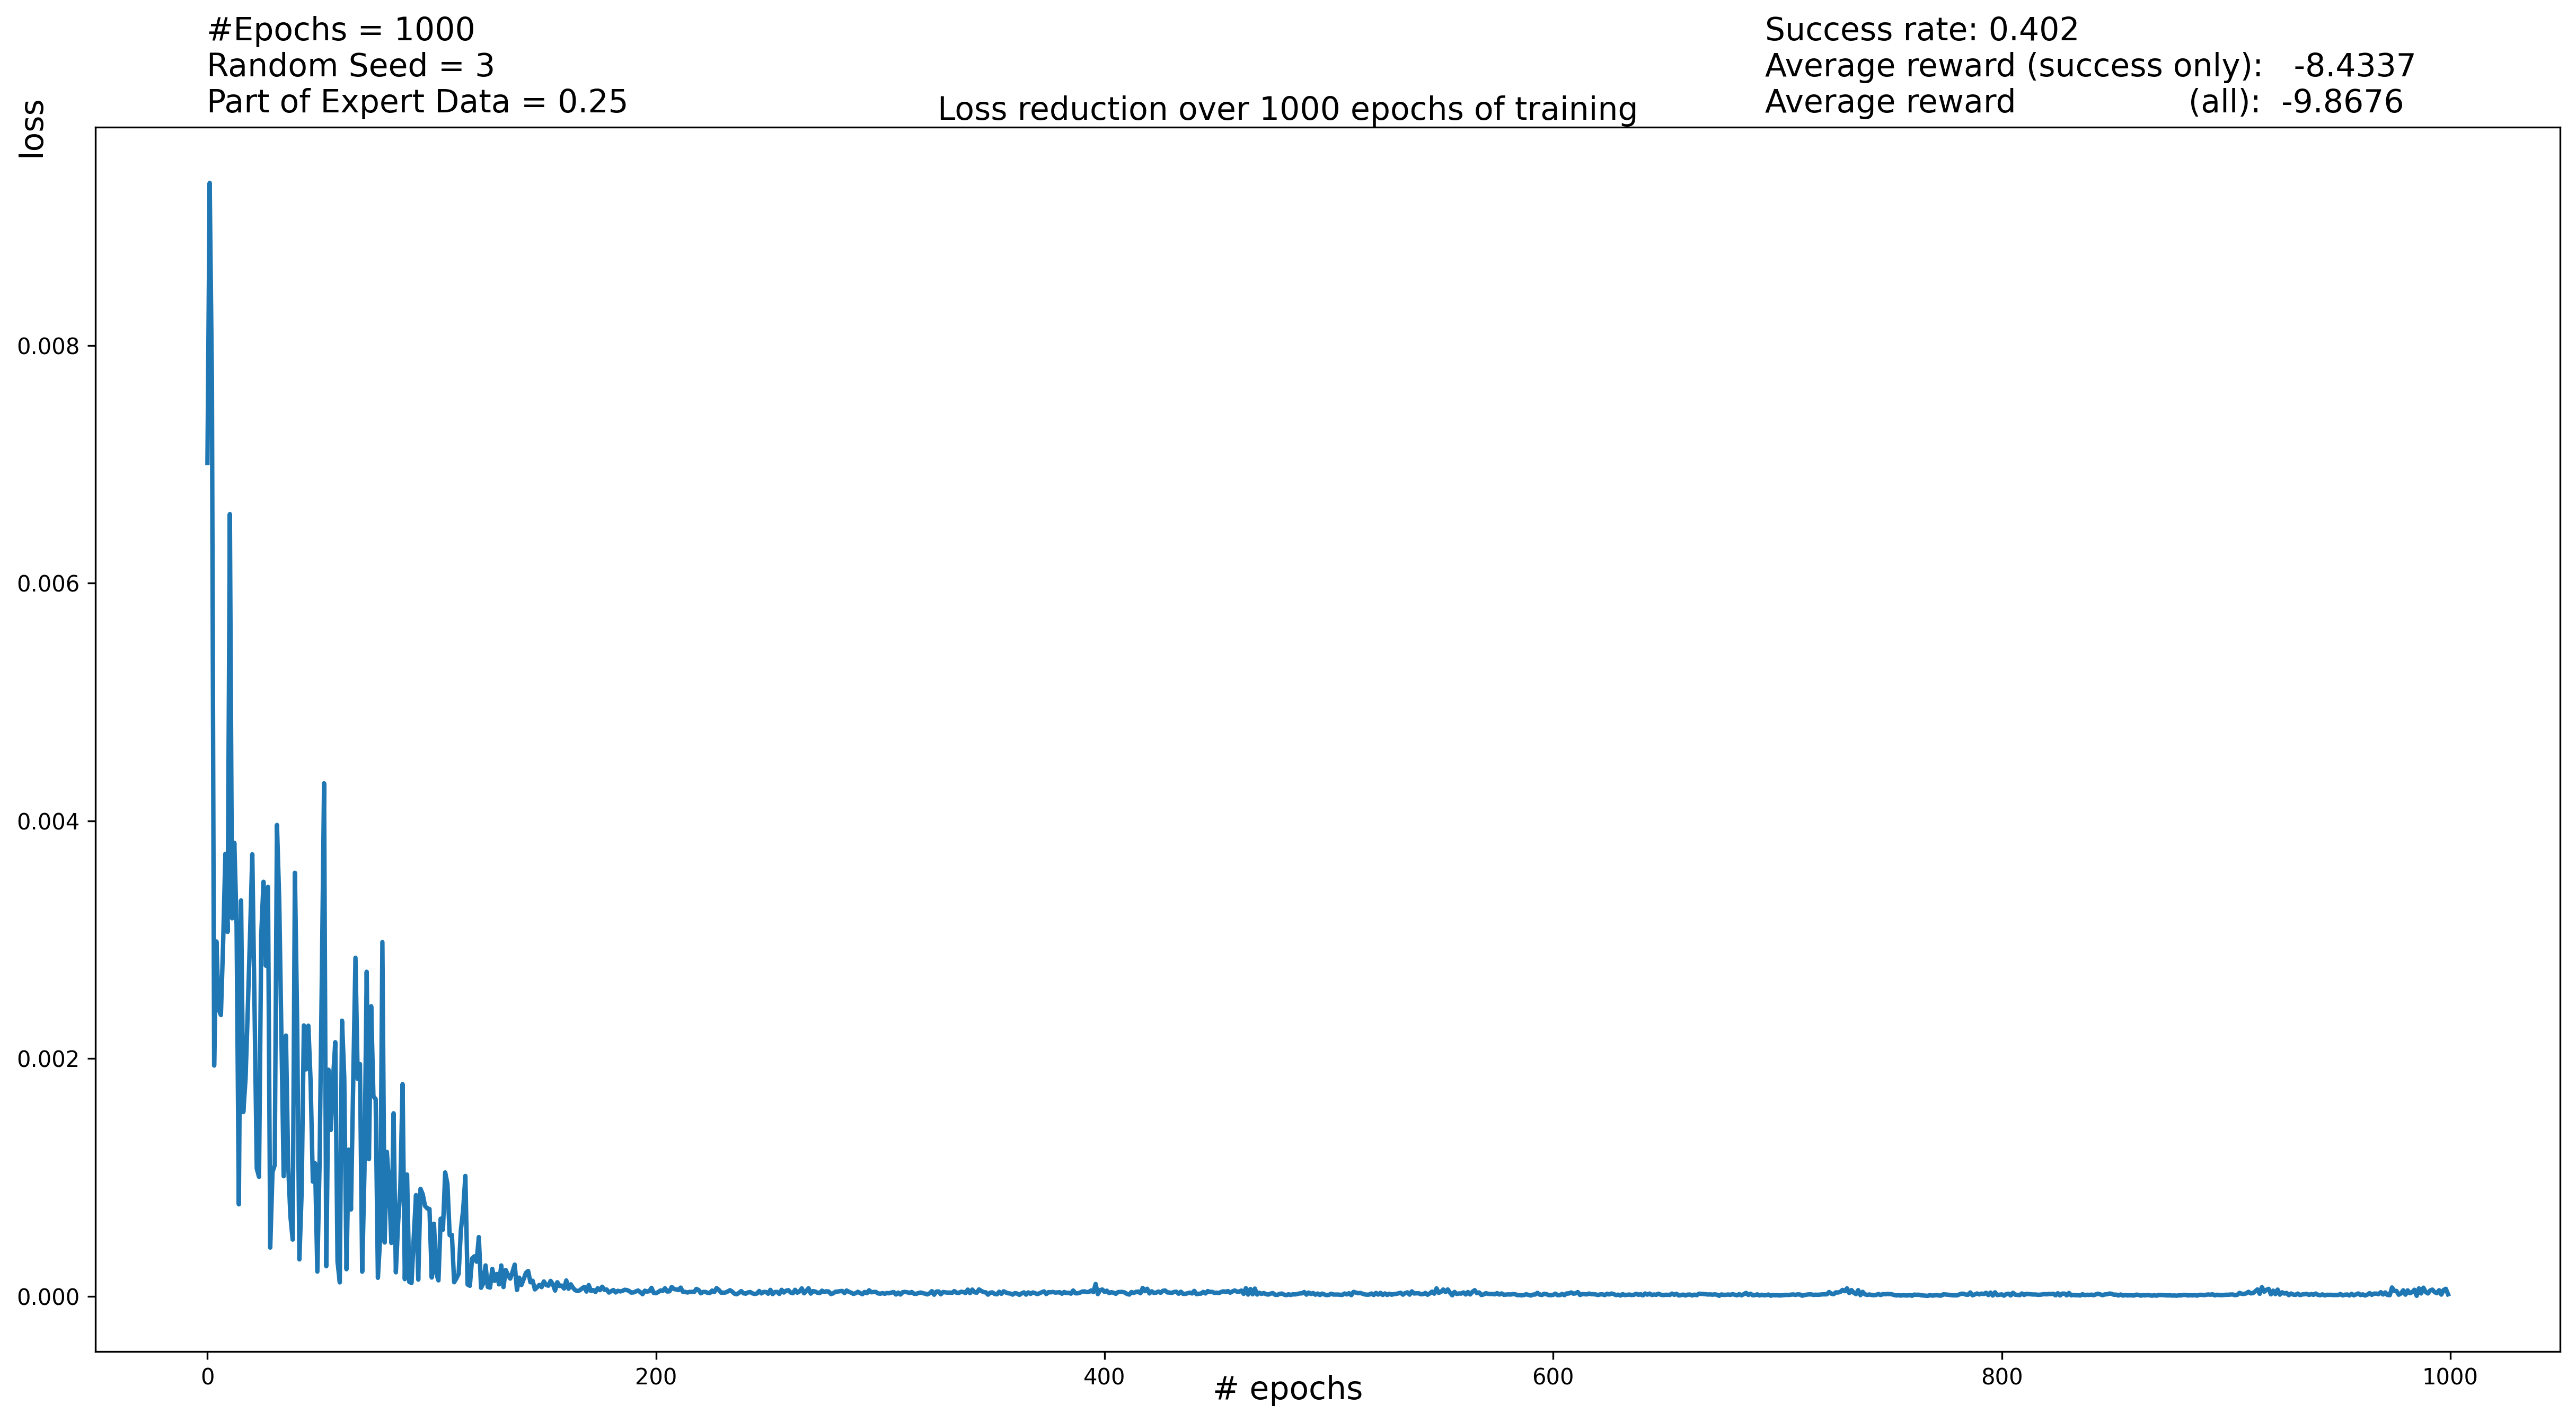 #Epochs = 1000
Random Seed = 3
Part of Expert Data = 0.25
Success rate: 0.402
Average reward (success only): -8.4337
Average reward (all): -9.8676
Loss reduction over 1000 epochs of training
loss
0.008
0.006
0.004
0.002
0.000
0
200
400
600
800
1000
# epochs